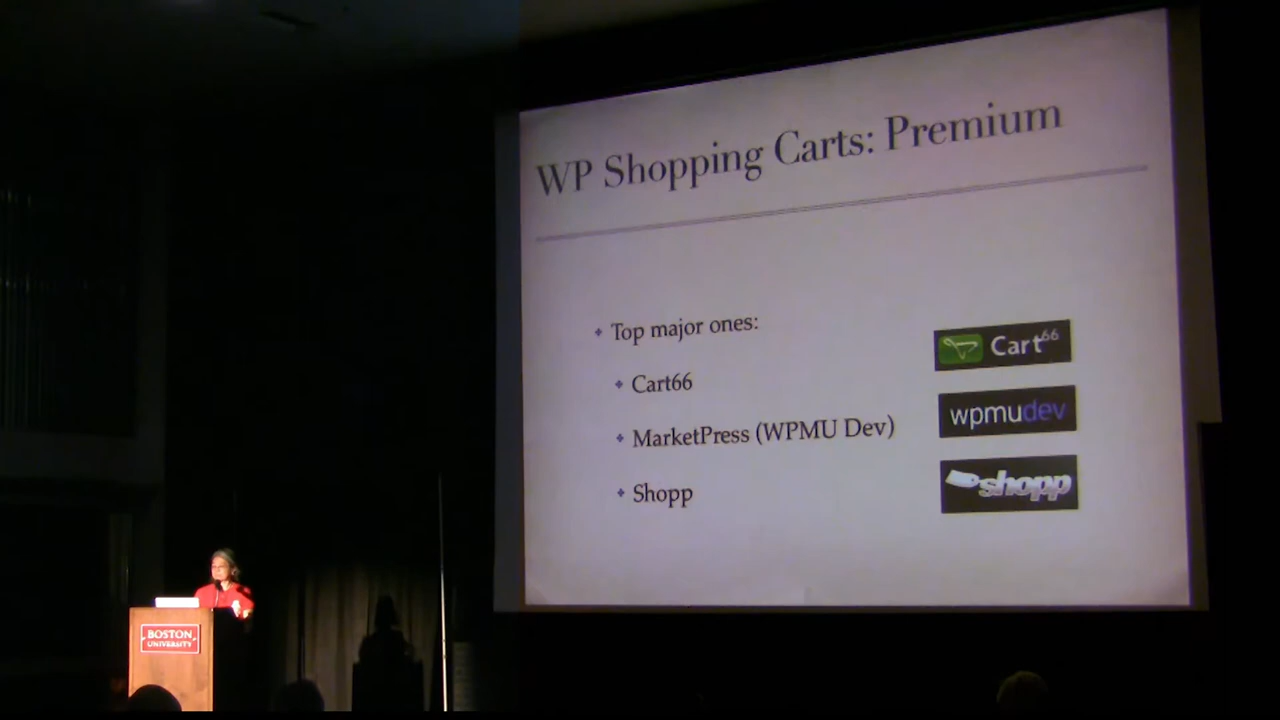 WP Shopping Carts: Premium
Top major ones:
Cart66
MarketPress (WPMU Dev)
Shopp
Cart66
wpmudev
shopp
BOSTON
UNIVERSITY